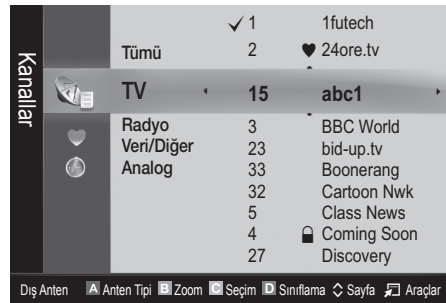 Kanallar
✓ 1 1futech
Tümü 2 ♥ 24ore.tv
TV 15 abc1
Radyo 3 BBC World
Veri/Diğer 23 bid-up.tv
Analog 33 Boonerang
32 Cartoon Nwk
5 Class News
4 Coming Soon
27 Discovery
Dış Anten A Anten Tipi B Zoom C Seçim D Sınıflama Sayfa Araçlar